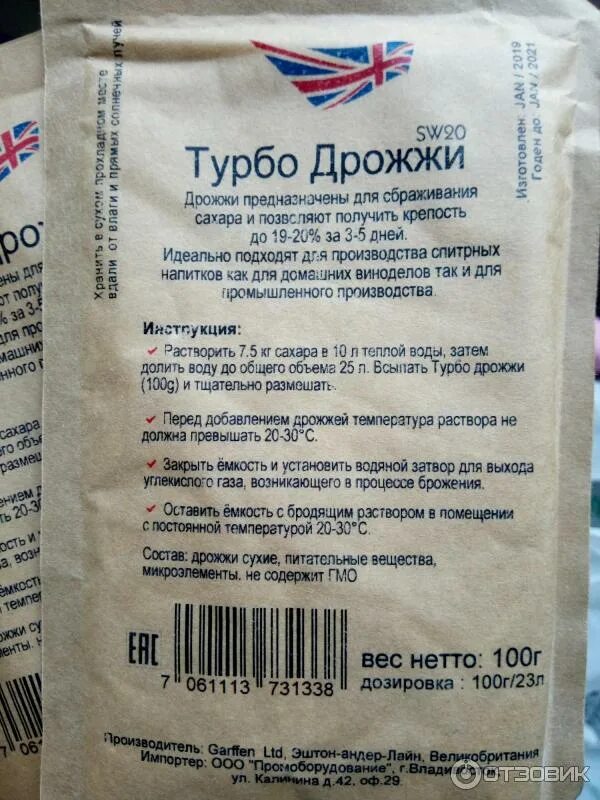 SW20
Турбо Дрожжи
Дрожжи предназначены для сбраживания
сахара и позволяют получить крепость
до 19-20% за 3-5 дней.
Идеально подходят для производства спитрных
напитков как для домашних виноделов так и для
промышленного производства.
Инструкция:
Растворить 7.5 кг сахара в 10 л теплой воды, затем
долить воду до общего объема 25 л. Всыпать Турбо дрожжи
(100g) и тщательно размешать.
Перед добавлением дрожжей температура раствора не
должна превышать 20-30°C.
Закрыть ёмкость и установить водяной затвор для выхода
углекислого газа, возникающего в процессе брожения.
Оставить ёмкость с бродящим раствором в помещении
с постоянной температурой 20-30°C.
Состав: дрожжи сухие, питательные вещества,
микроэлементы, не содержит ГМО
EAC
7 061113 731338
вес нетто: 100г
дозировка : 100г/23л
Производитель: Garffen Ltd, Эштон-андер-Лайн, Великобритания
Импортер: ООО "Промоборудование", г.Владивосток,
ул. Калинина д.42, оф.29.
Хранить в сухом прохладном месте
вдали от влаги и прямых солнечных лучей
Изготовлен: JAN / 2019
Годен до: JAN / 2021
ОТЗОВИК